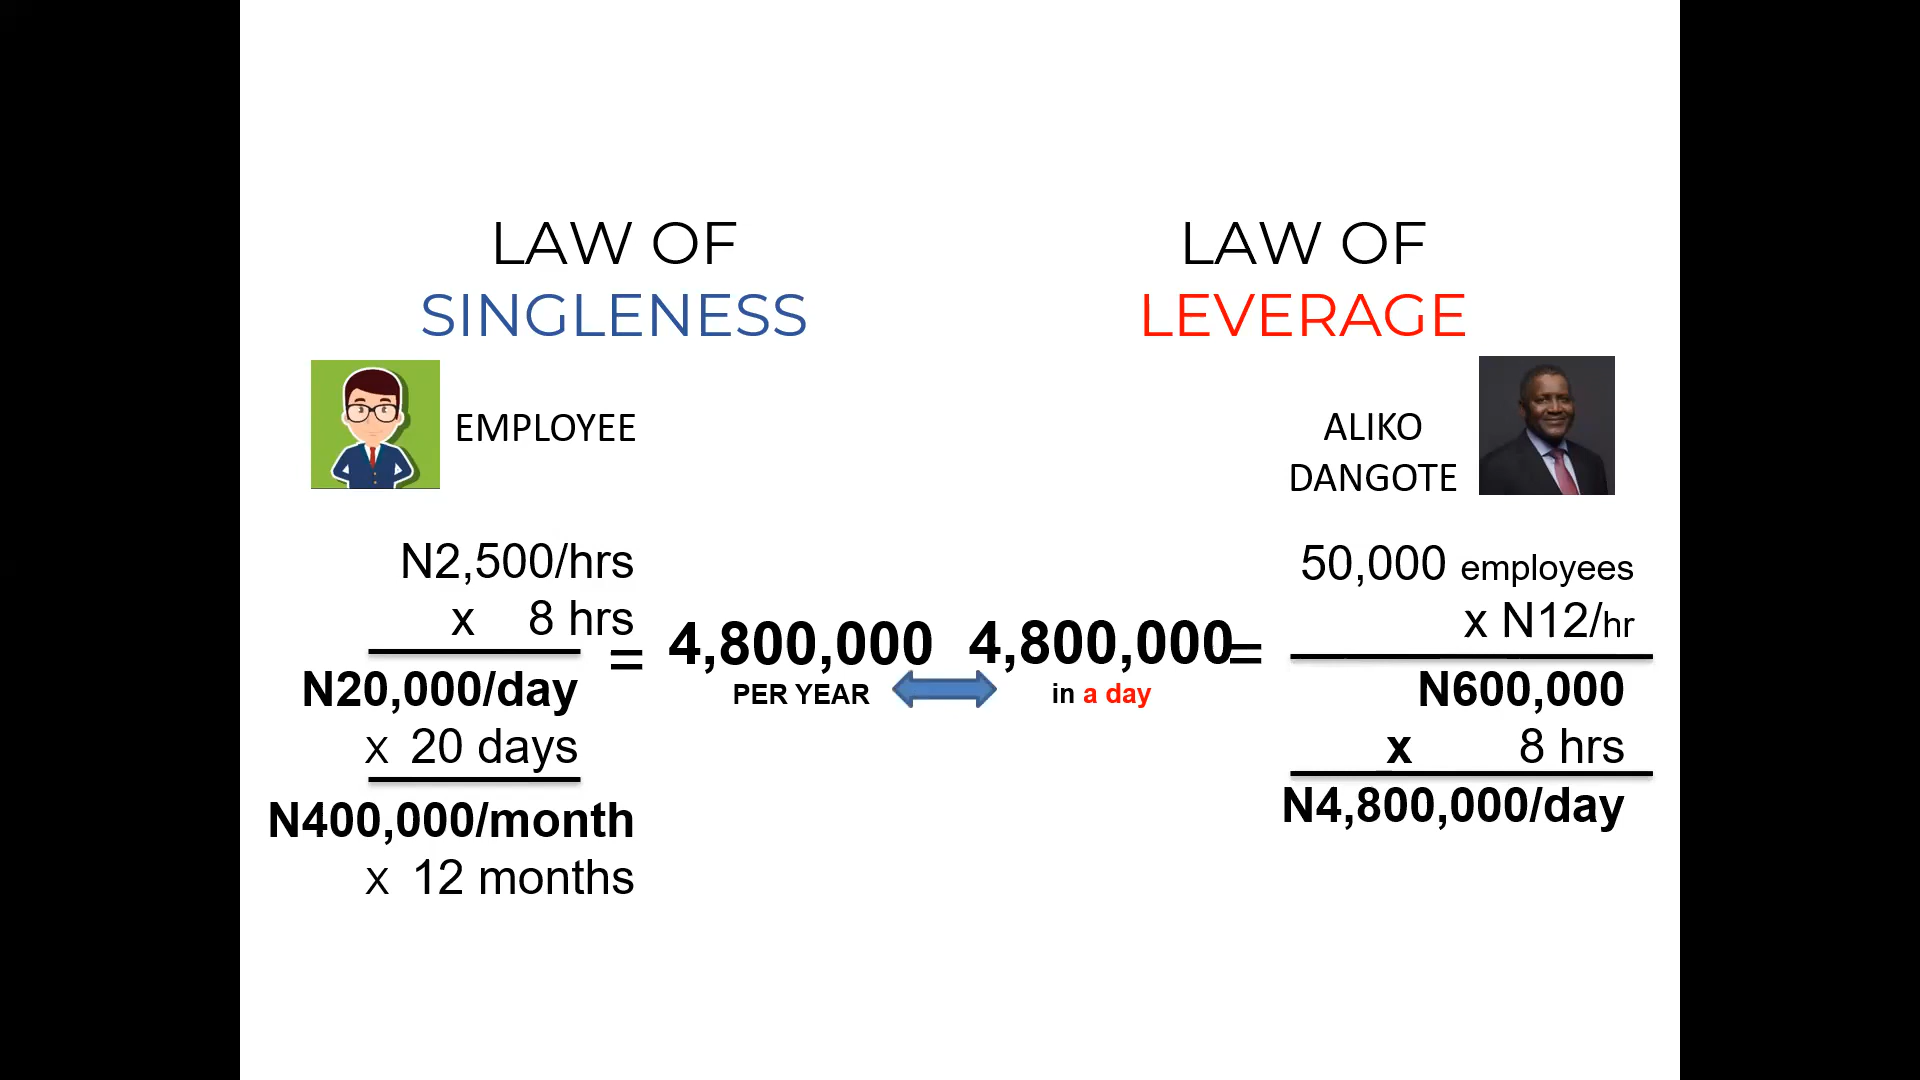 LAW OF
SINGLENESS
EMPLOYEE
N2,500/hrs
x 8 hrs
N20,000/day
x 20 days
N400,000/month
x 12 months
= 4,800,000
PER YEAR
LAW OF
LEVERAGE
ALIKO
DANGOTE
50,000 employees
x N12/hr
N600,000
x 8 hrs
N4,800,000/day
4,800,000=
in a day